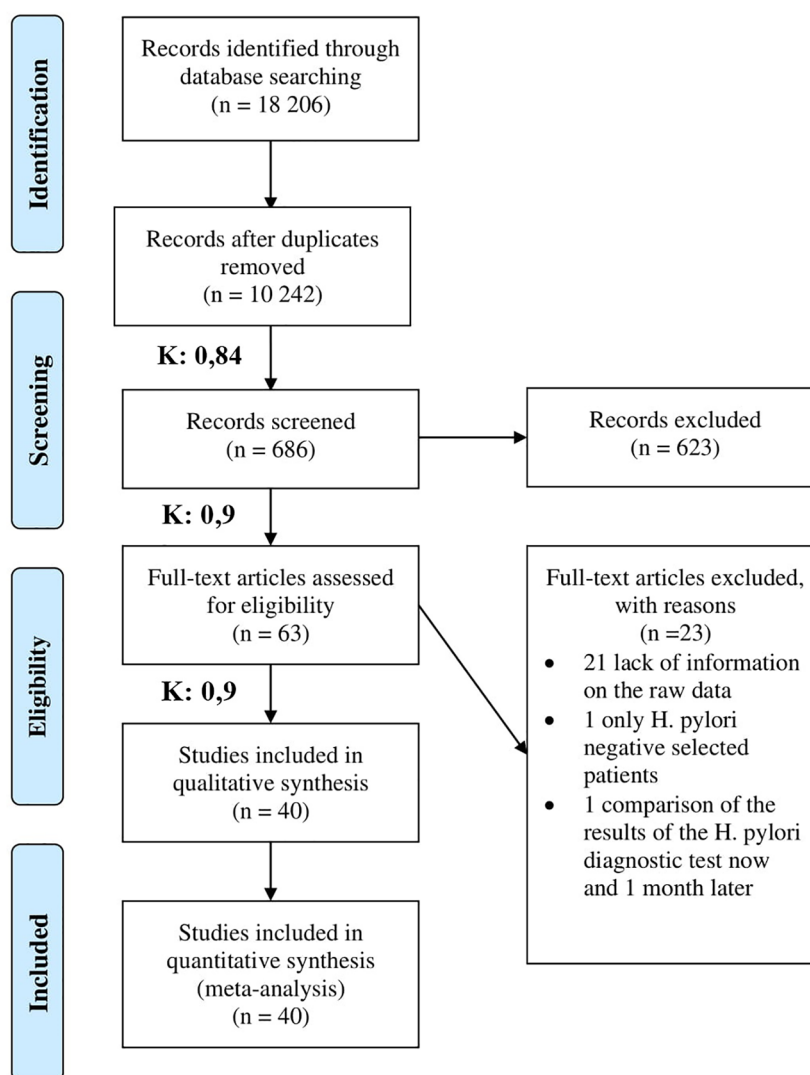 Identification
Records identified through
database searching
(n = 18 206)
Records after duplicates
removed
(n = 10 242)
Screening
K: 0,84
Records screened
(n = 686)
Records excluded
(n = 623)
K: 0,9
Eligibility
Full-text articles assessed
for eligibility
(n = 63)
Full-text articles excluded,
with reasons
(n =23)
• 21 lack of information
on the raw data
• 1 only H. pylori
negative selected
patients
• 1 comparison of the
results of the H. pylori
diagnostic test now
and 1 month later
K: 0,9
Studies included in
qualitative synthesis
(n = 40)
Included
Studies included in
quantitative synthesis
(meta-analysis)
(n = 40)